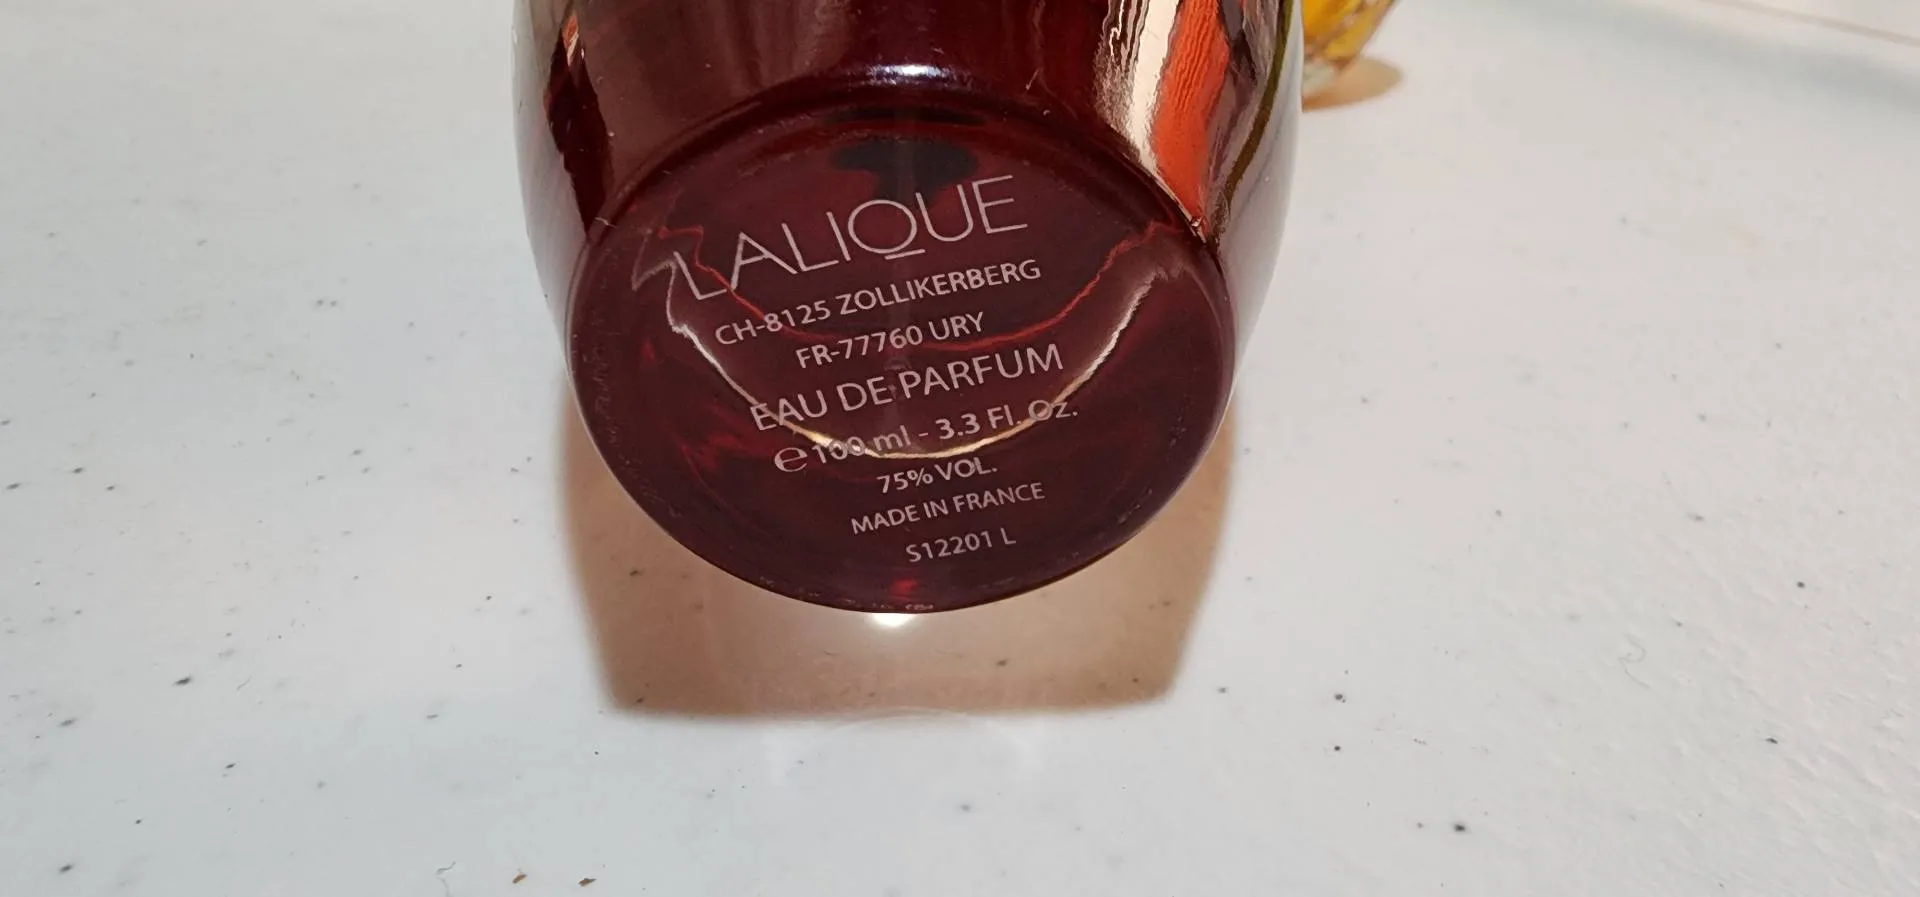 LALIQUE
CH-8125 ZOLLIKERBERG
FR-77760 URY
EAU DE PARFUM
℮100 ml - 3.3 Fl. Oz.
75% VOL.
MADE IN FRANCE
S12201 L